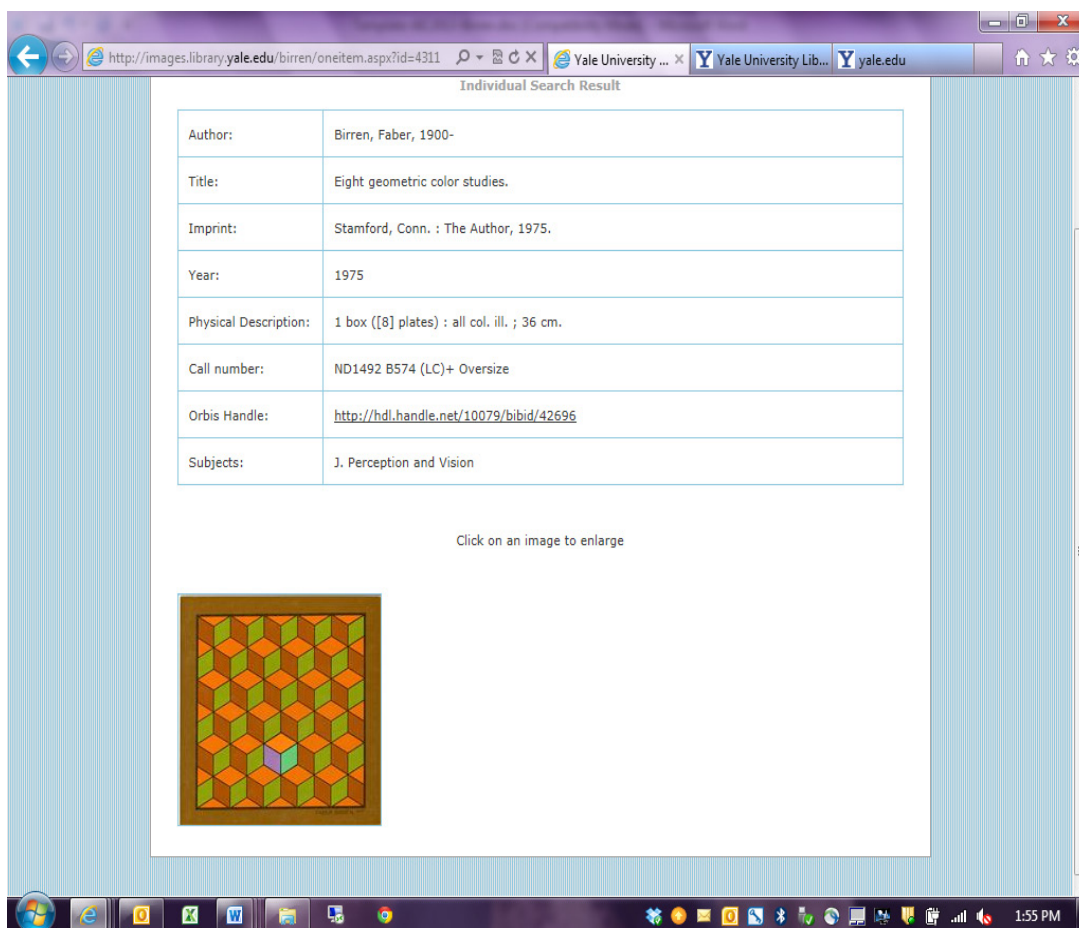 http://images.library.yale.edu/birren/oneitem.aspx?id=4311
Yale University ...
Yale University Lib...
yale.edu
Individual Search Result
Author: Birren, Faber, 1900-
Title: Eight geometric color studies.
Imprint: Stamford, Conn. : The Author, 1975.
Year: 1975
Physical Description: 1 box ([8] plates) : all col. ill. ; 36 cm.
Call number: ND1492 B574 (LC)+ Oversize
Orbis Handle: http://hdl.handle.net/10079/bibid/42696
Subjects: J. Perception and Vision
Click on an image to enlarge
1:55 PM